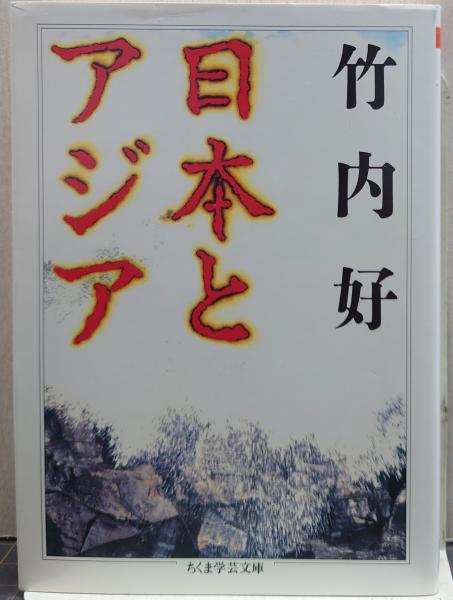 竹内好
日本と
アジア
ちくま学芸文庫